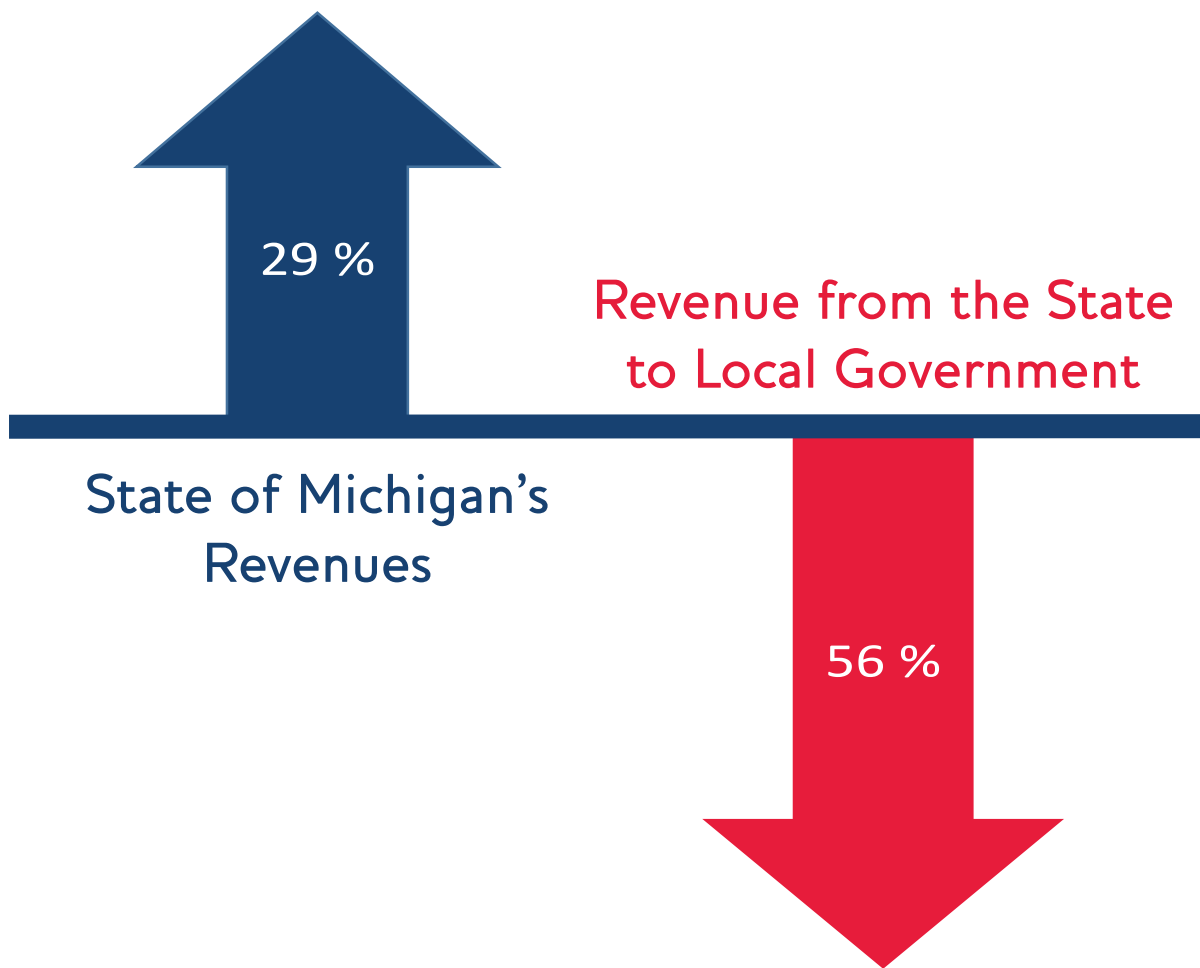 29 %
Revenue from the State
to Local Government
State of Michigan’s
Revenues
56 %